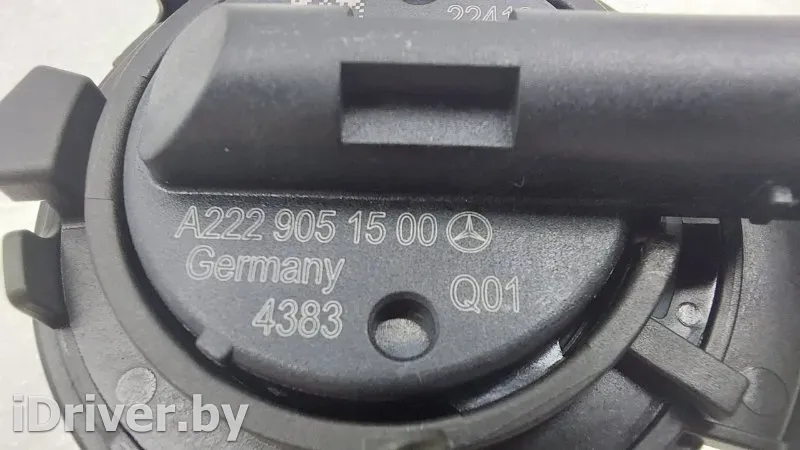 A222 905 15 00
Germany
4383
Q01
iDriver.by